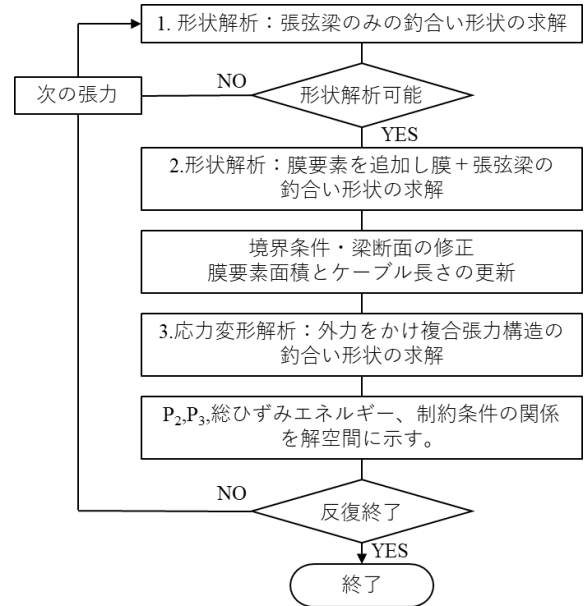 1. 形状解析：張弦梁のみの釣合い形状の求解
NO
次の張力
形状解析可能
YES
2.形状解析：膜要素を追加し膜＋張弦梁の
釣合い形状の求解
境界条件・梁断面の修正
膜要素面積とケーブル長さの更新
3.応力変形解析：外力をかけ複合張力構造の
釣合い形状の求解
P₂,P₃,総ひずみエネルギー、制約条件の関係
を解空間に示す。
NO
反復終了
YES
終了